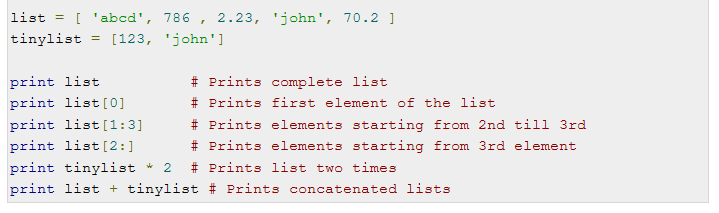 list = [ 'abcd', 786 , 2.23, 'john', 70.2 ]
tinylist = [123, 'john']

print list          # Prints complete list
print list[0]       # Prints first element of the list
print list[1:3]     # Prints elements starting from 2nd till 3rd
print list[2:]      # Prints elements starting from 3rd element
print tinylist * 2  # Prints list two times
print list + tinylist # Prints concatenated lists